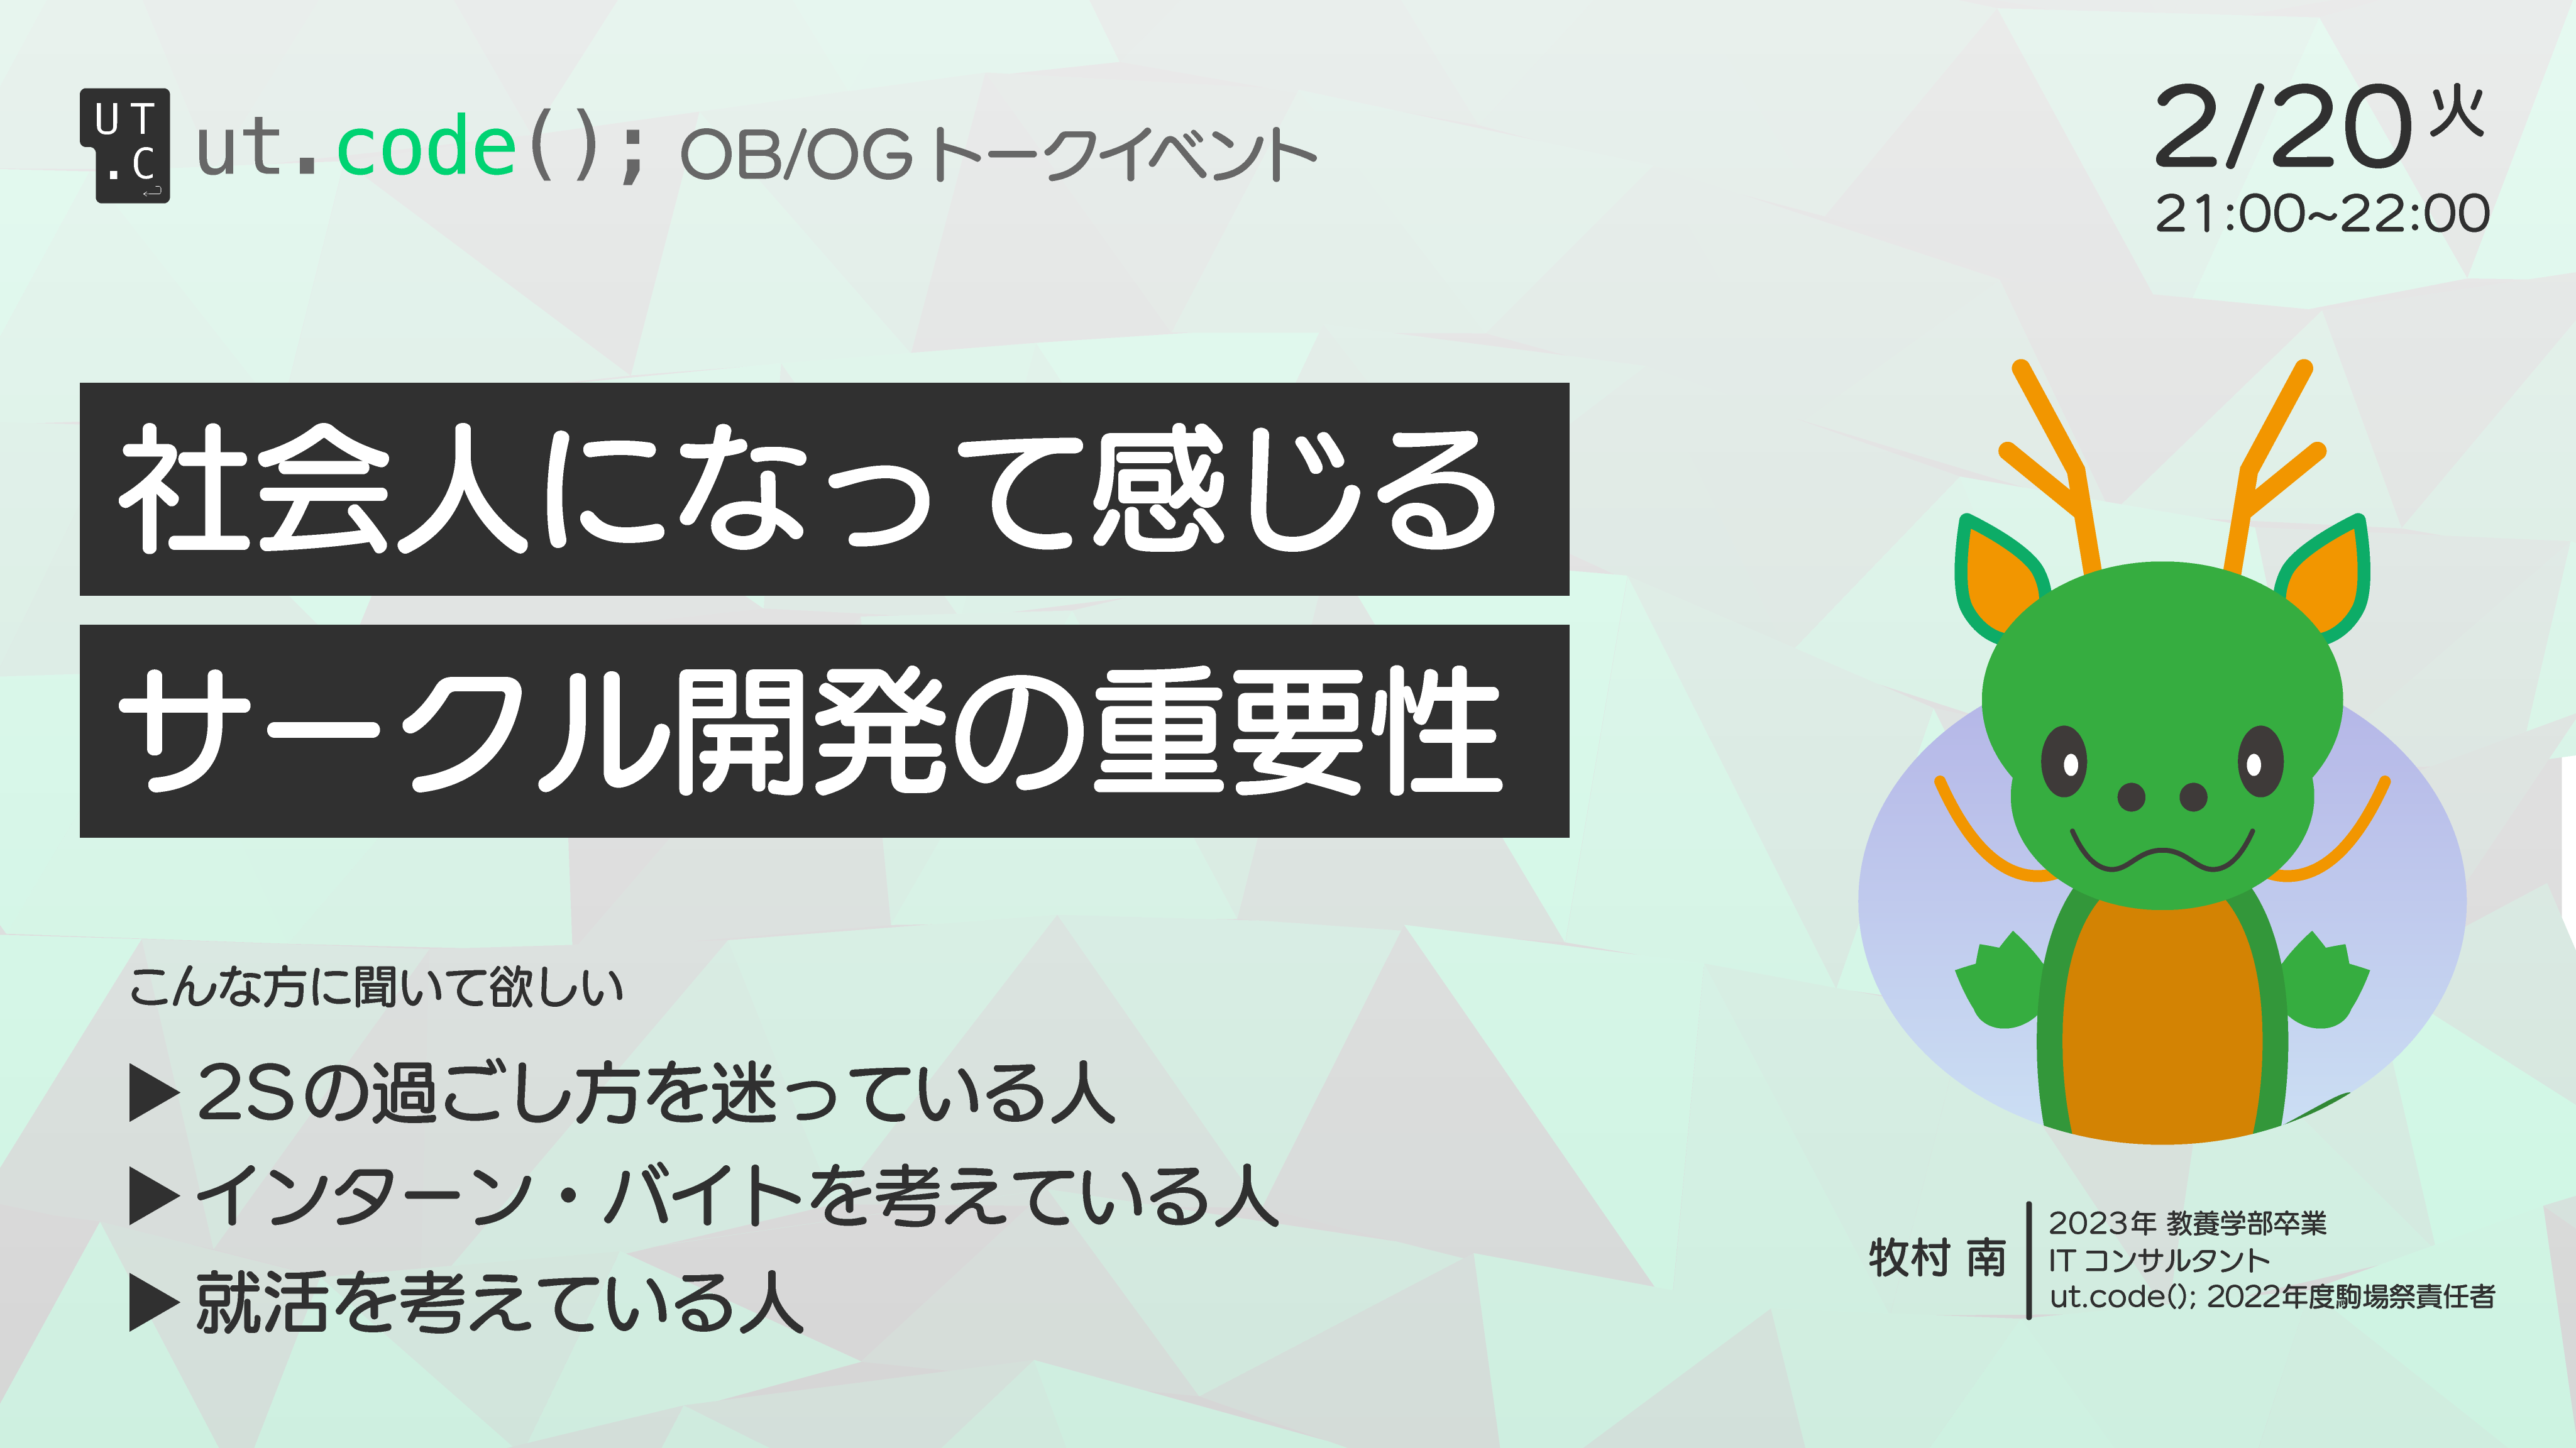 UT
.C
ut.code(); OB/OG トークイベント
2/20 火
21:00~22:00
社会人になって感じる
サークル開発の重要性
こんな方に聞いて欲しい
▶ 2Sの過ごし方を迷っている人
▶ インターン・バイトを考えている人
▶ 就活を考えている人
牧村 南
2023年 教養学部卒業
IT コンサルタント
ut.code(); 2022年度駒場祭責任者